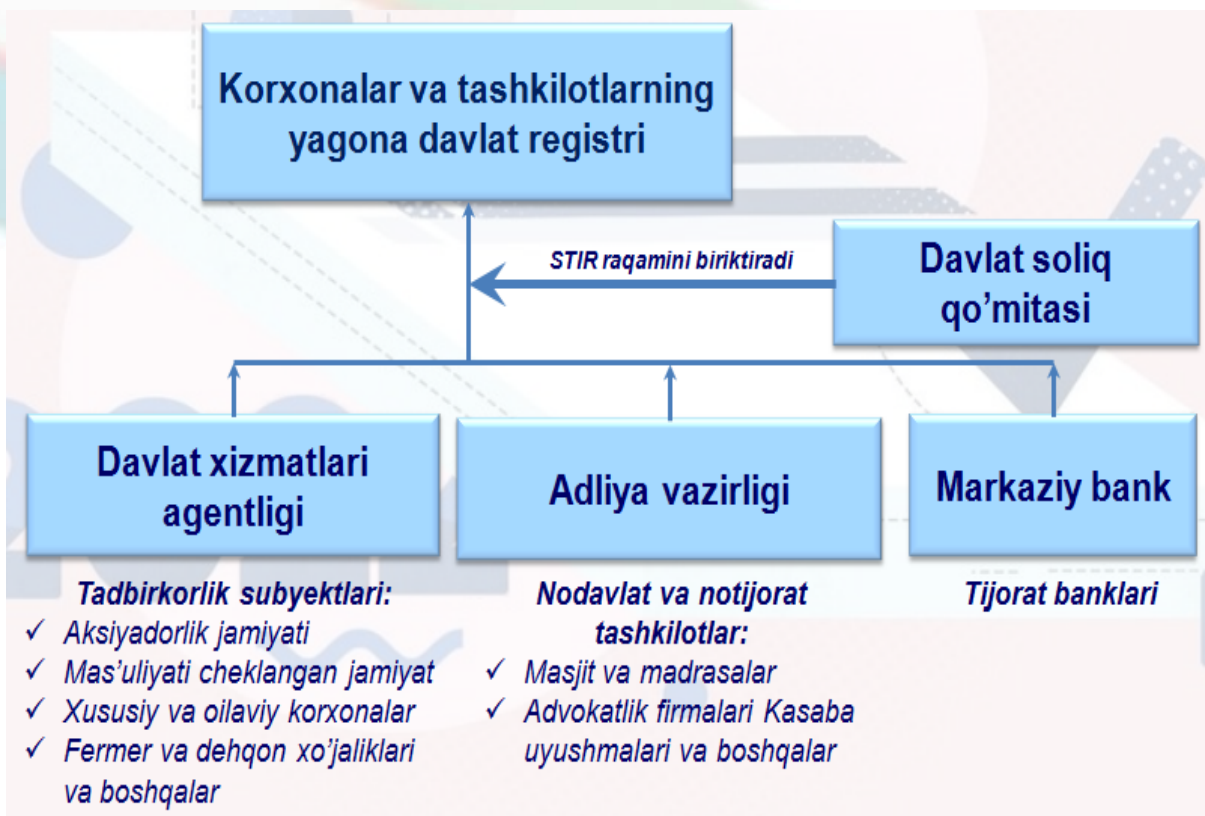 Korxonalar va tashkilotlarning
yagona davlat registri
STIR raqamini biriktiradi
Davlat soliq
qo’mitasi
Davlat xizmatlari
agentligi
Adliya vazirligi
Markaziy bank
Tadbirkorlik subyektlari:
✓ Aksiyadorlik jamiyati
✓ Mas’uliyati cheklangan jamiyat
✓ Xususiy va oilaviy korxonalar
✓ Fermer va dehqon xo’jaliklari
va boshqalar
Nodavlat va notijorat
tashkilotlar:
✓ Masjit va madrasalar
✓ Advokatlik firmalari Kasaba
uyushmalari va boshqalar
Tijorat banklari